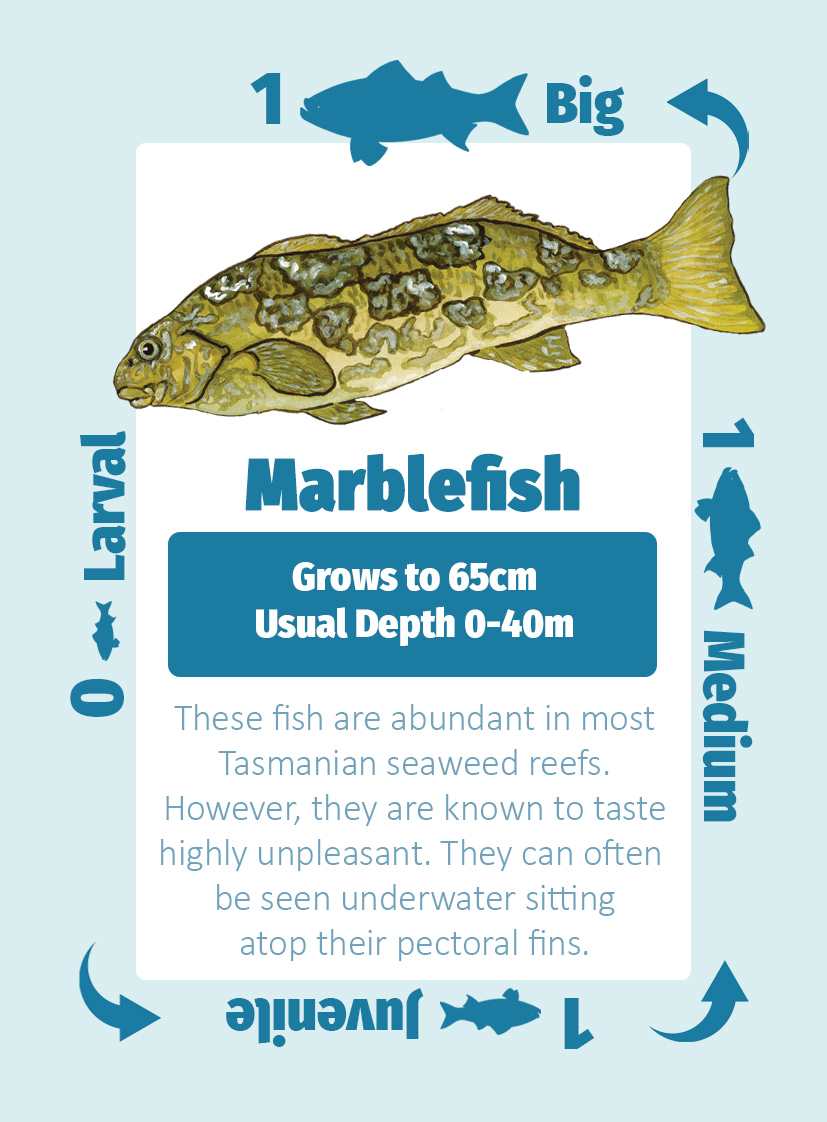 1 Big
Larval
0
1
Medium
Marblefish
Grows to 65cm
Usual Depth 0-40m
These fish are abundant in most
Tasmanian seaweed reefs.
However, they are known to taste
highly unpleasant. They can often
be seen underwater sitting
atop their pectoral fins.
1 Juvenile